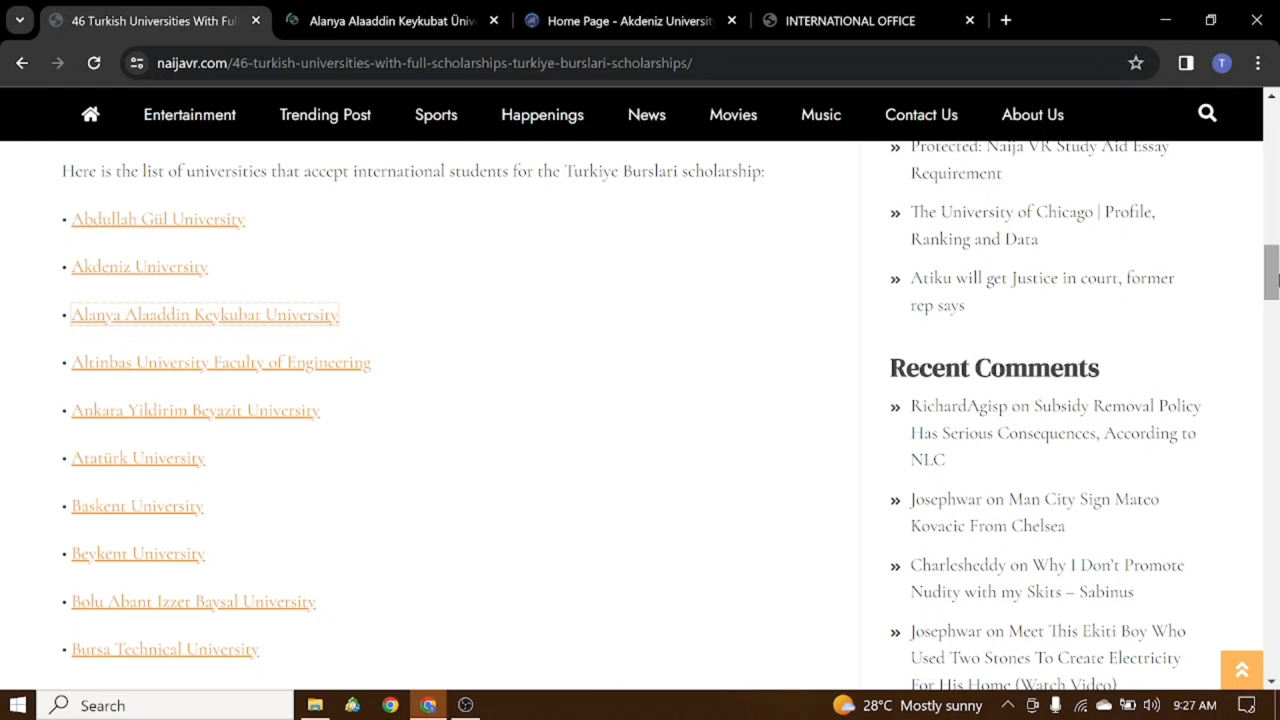 46 Turkish Universities With Full
Alanya Alaaddin Keykubat Üniv
Home Page - Akdeniz University
INTERNATIONAL OFFICE
naijavr.com/46-turkish-universities-with-full-scholarships-turkiye-burslari-scholarships/
T
Entertainment
Trending Post
Sports
Happenings
News
Movies
Music
Contact Us
About Us
Here is the list of universities that accept international students for the Turkiye Burslari scholarship:
• Abdullah Gül University
• Akdeniz University
• Alanya Alaaddin Keykubat University
• Altinbas University Faculty of Engineering
• Ankara Yildirim Beyazit University
• Atatürk University
• Baskent University
• Beykent University
• Bolu Abant Izzet Baysal University
• Bursa Technical University
» Protected: Naija VR Study Aid Essay
Requirement
» The University of Chicago | Profile,
Ranking and Data
» Atiku will get Justice in court, former
rep says
Recent Comments
» RichardAgisp on Subsidy Removal Policy
Has Serious Consequences, According to
NLC
» Josephwar on Man City Sign Mateo
Kovacic From Chelsea
» Charlesheddy on Why I Don't Promote
Nudity with my Skits – Sabinus
» Josephwar on Meet This Ekiti Boy Who
Used Two Stones To Create Electricity
For His Home (Watch Video)
Search
28°C Mostly sunny
9:27 AM